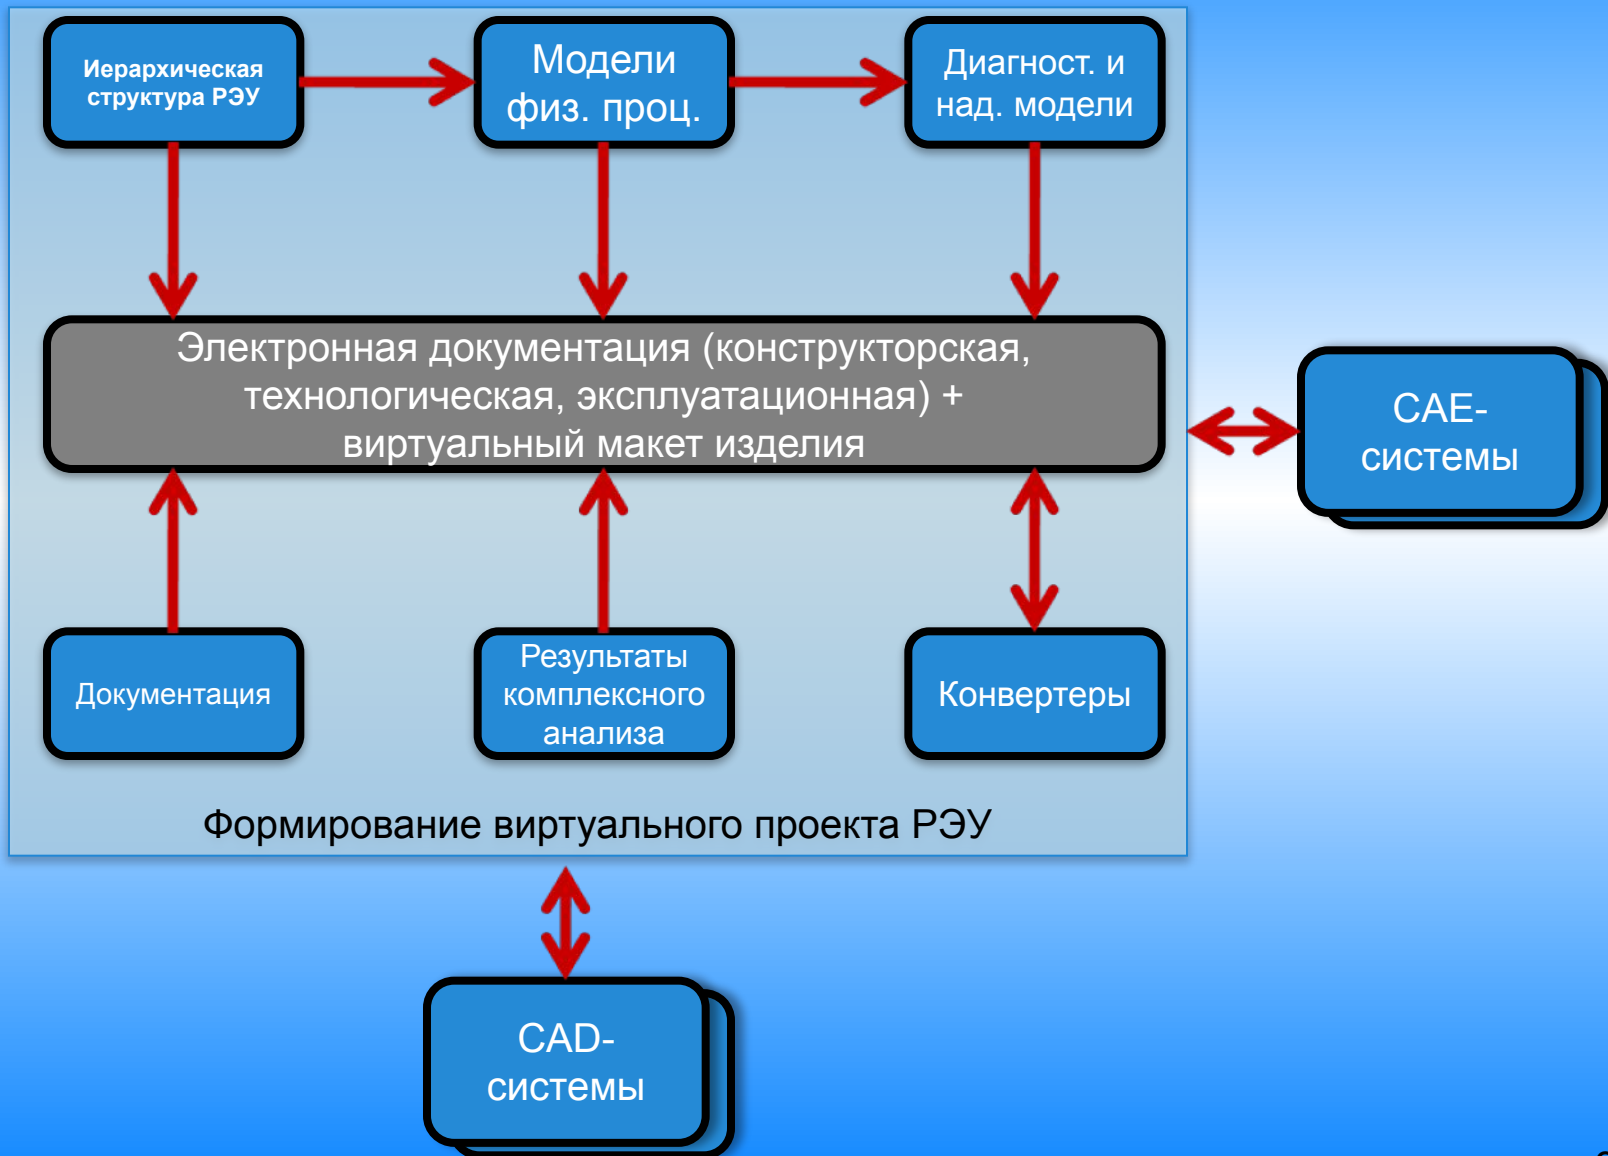 Иерархическая
структура РЭУ
Модели
физ. проц.
Диагност. и
над. модели
Электронная документация (конструкторская,
технологическая, эксплуатационная) +
виртуальный макет изделия
CAE-
системы
Документация
Результаты
комплексного
анализа
Конвертеры
Формирование виртуального проекта РЭУ
CAD-
системы